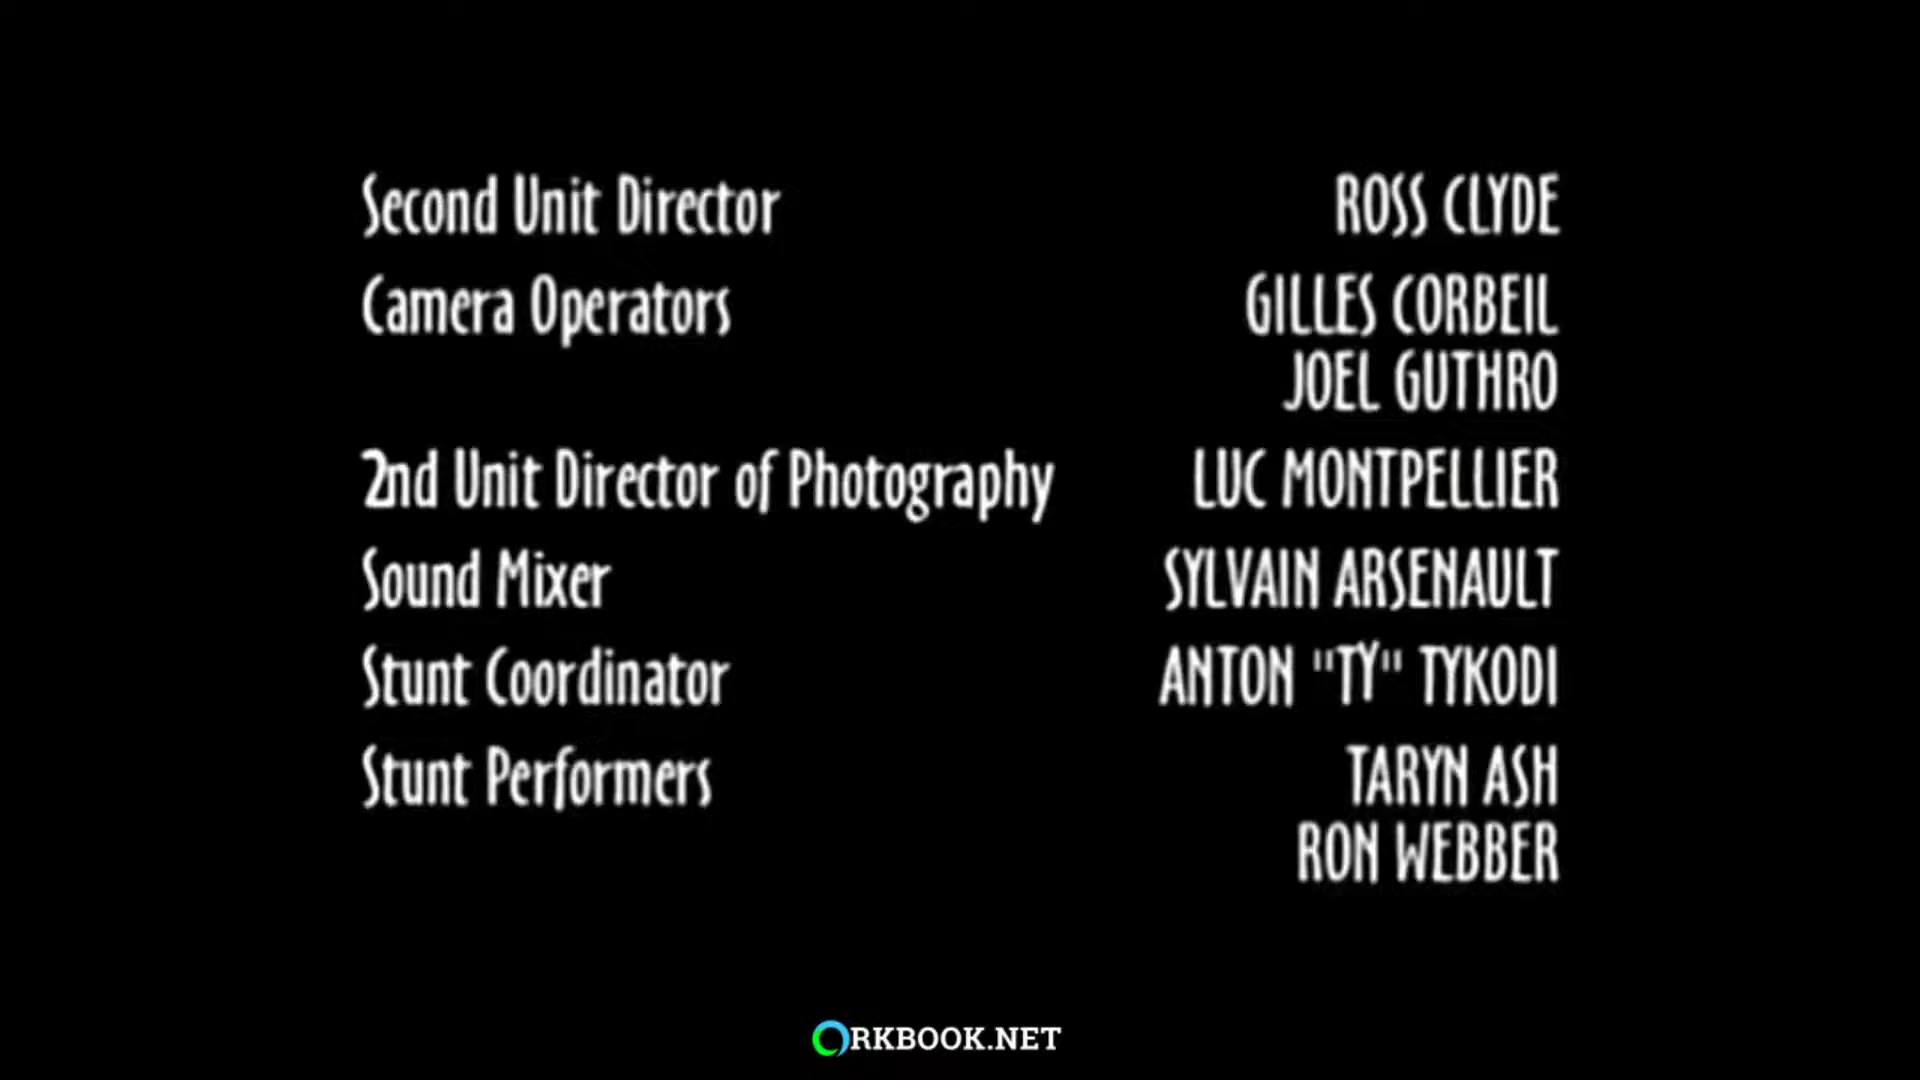 Second Unit Director ROSS CLYDE
Camera Operators GILLES CORBEIL
JOEL GUTHRO
2nd Unit Director of Photography LUC MONTPELLIER
Sound Mixer SYLVAIN ARSENAULT
Stunt Coordinator ANTON "TY" TYKODI
Stunt Performers TARYN ASH
RON WEBBER
ORKBOOK.NET